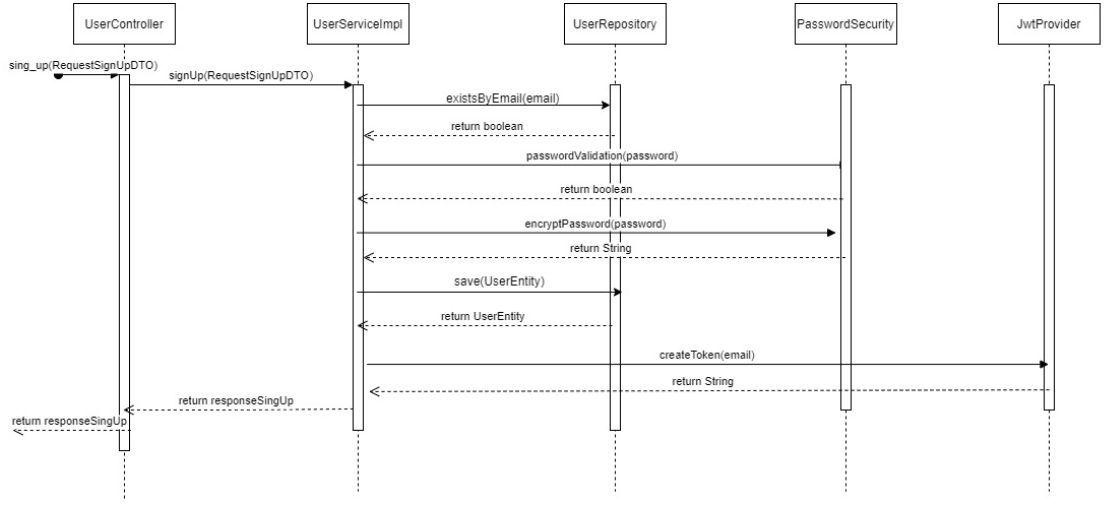 UserController
UserServiceImpl
UserRepository
PasswordSecurity
JwtProvider
sing_up(RequestSignUpDTO)
signUp(RequestSignUpDTO)
existsByEmail(email)
return boolean
passwordValidation(password)
return boolean
encryptPassword(password)
return String
save(UserEntity)
return UserEntity
createToken(email)
return String
return responseSingUp
return responseSingUp